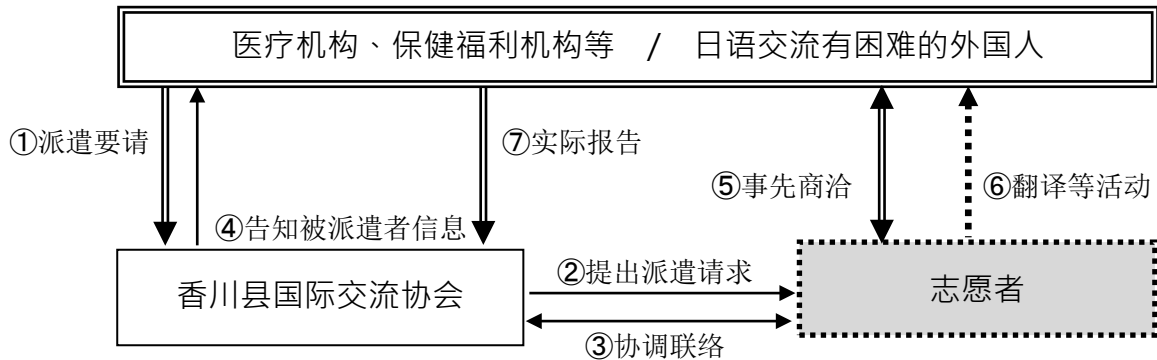 医疗机构、保健福利机构等 / 日语交流有困难的外国人
①派遣要请
⑦实际报告
⑤事先商洽
⑥翻译等活动
④告知被派遣者信息
香川县国际交流协会
②提出派遣请求
志愿者
③协调联络